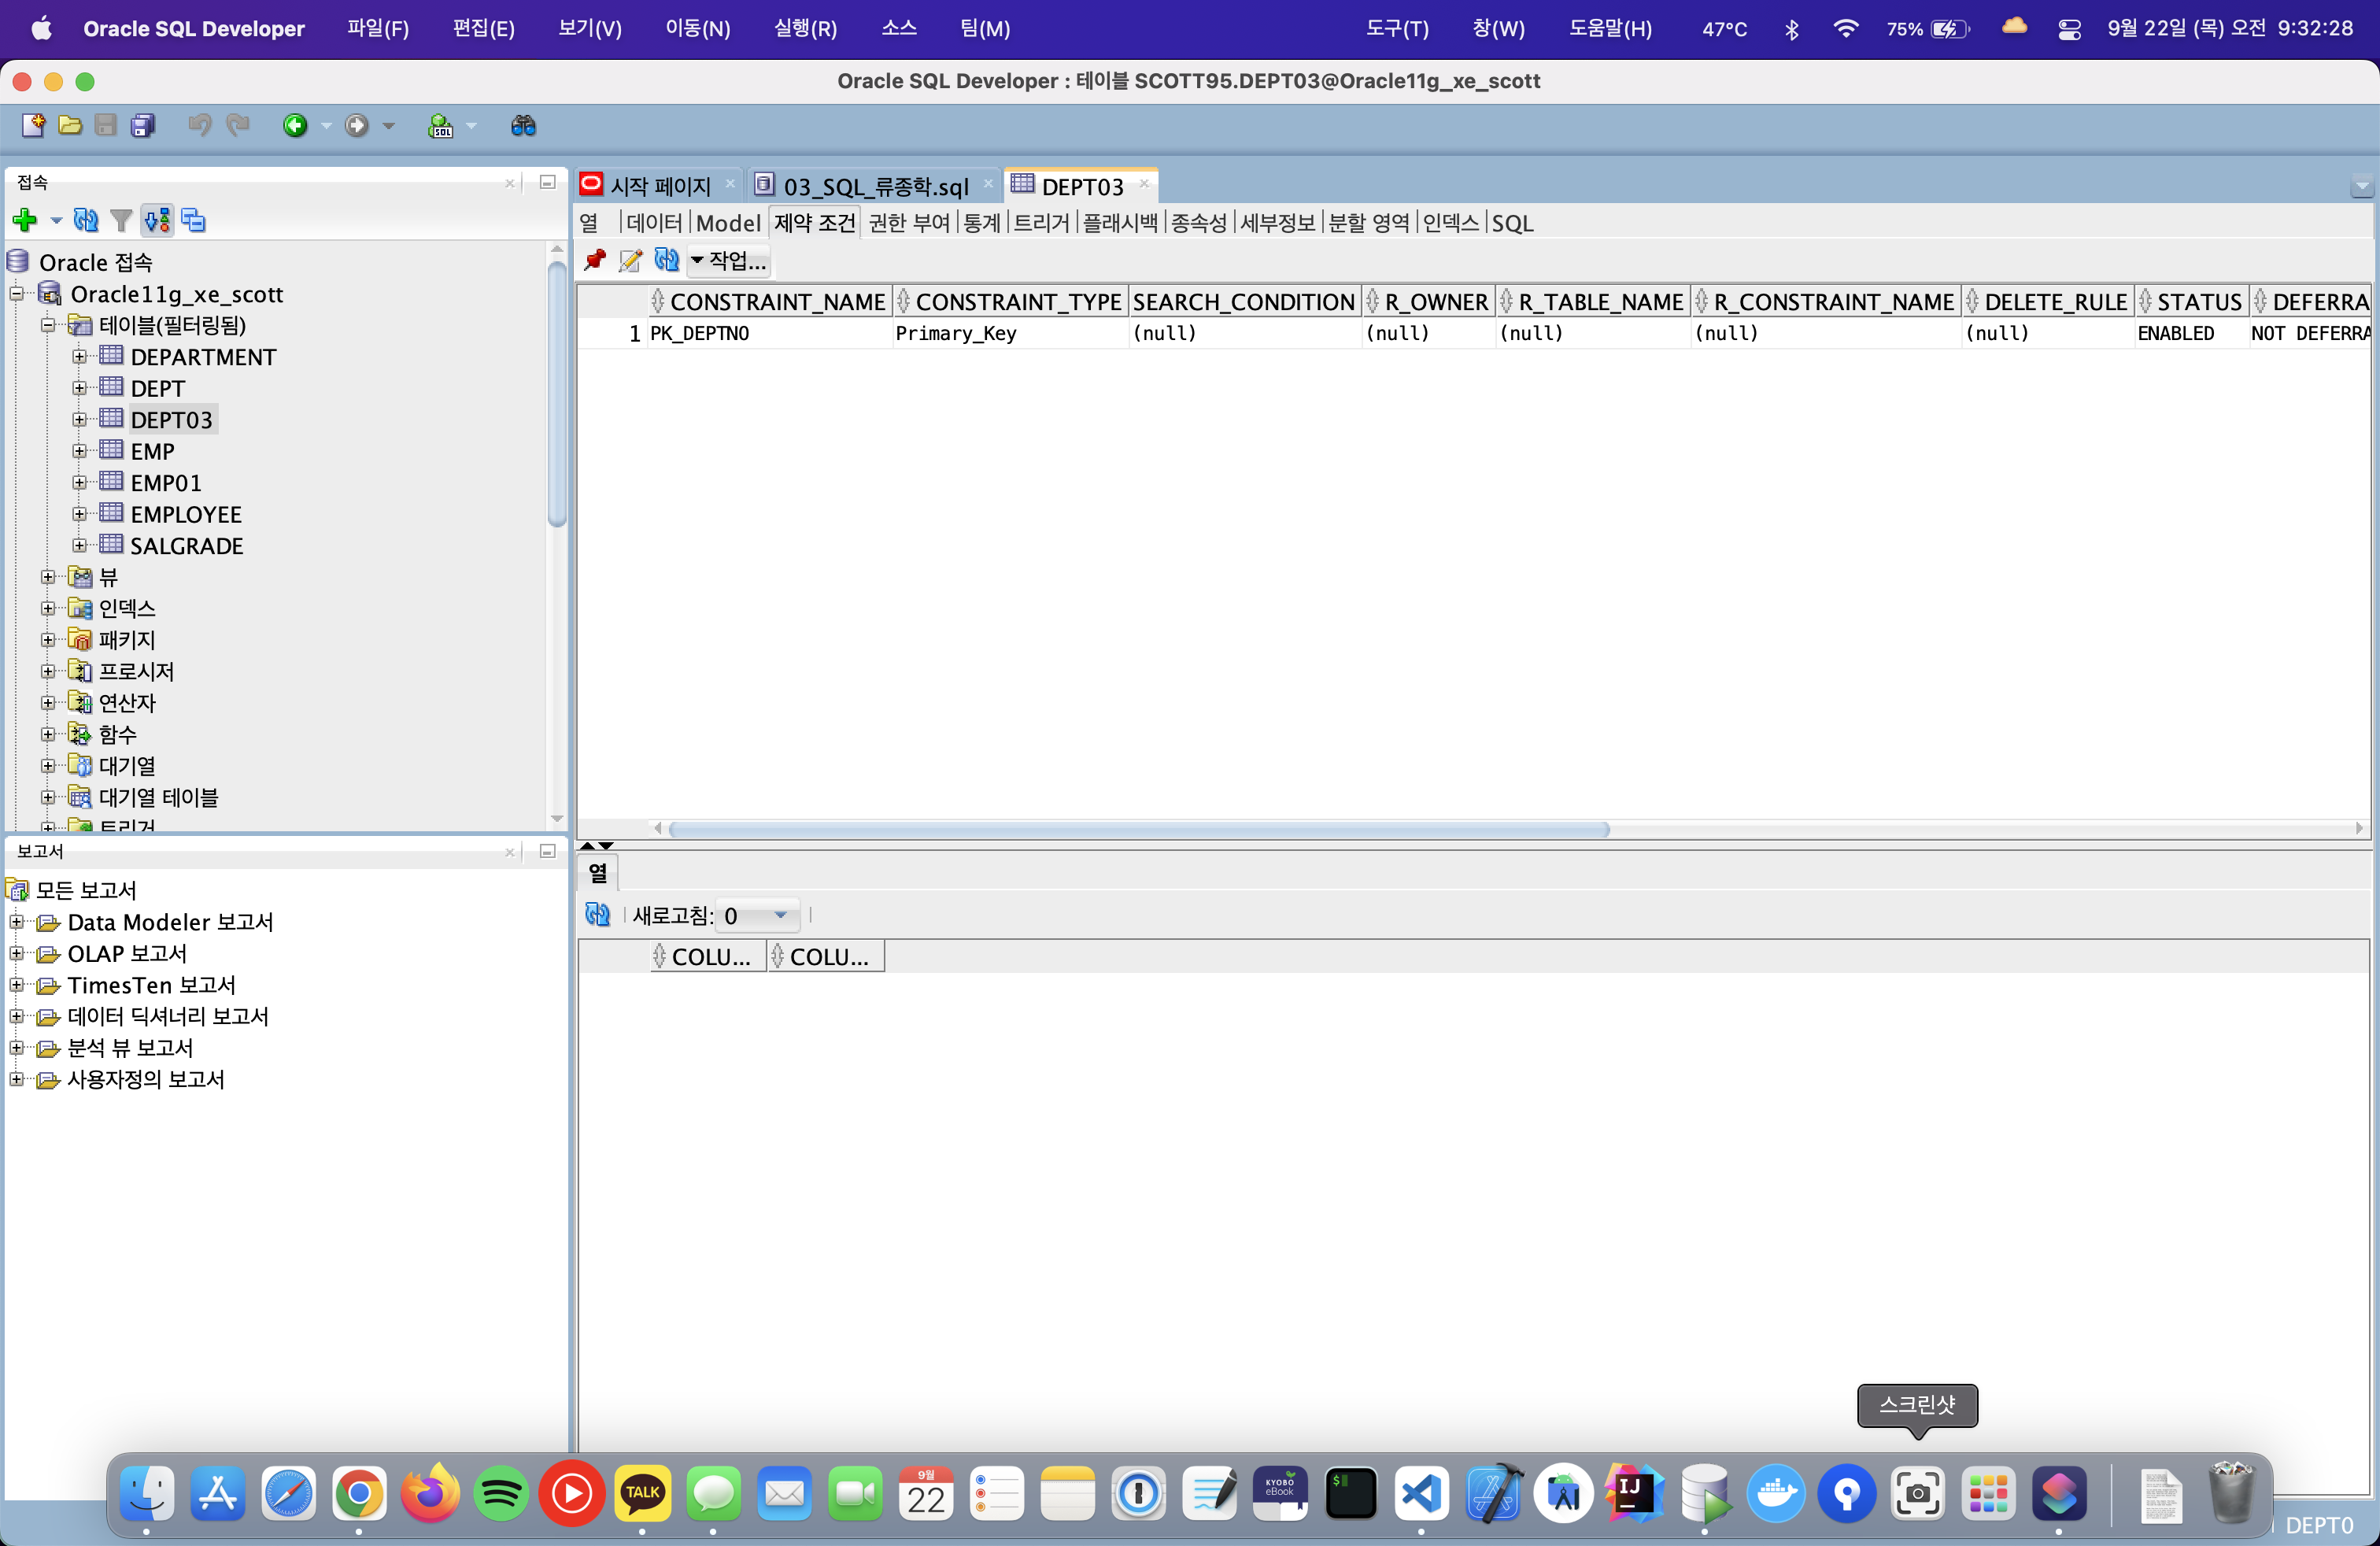 Oracle SQL Developer 파일(F) 편집(E) 보기(V) 이동(N) 실행(R) 소스 팀(M) 도구(T) 창(W) 도움말(H) 47°C 75% 9월 22일 (목) 오전 9:32:28
Oracle SQL Developer : 테이블 SCOTT95.DEPT03@Oracle11g_xe_scott
접속
Oracle 접속
Oracle11g_xe_scott
테이블(필터링됨)
DEPARTMENT
DEPT
DEPT03
EMP
EMP01
EMPLOYEE
SALGRADE
뷰
인덱스
패키지
프로시저
연산자
함수
대기열
대기열 테이블
트리거
보고서
모든 보고서
Data Modeler 보고서
OLAP 보고서
TimesTen 보고서
데이터 딕셔너리 보고서
분석 뷰 보고서
사용자정의 보고서
시작 페이지 03_SQL_류종학.sql DEPT03
열 데이터 Model 제약 조건 권한 부여 통계 트리거 플래시백 종속성 세부정보 분할 영역 인덱스 SQL
작업...
CONSTRAINT_NAME CONSTRAINT_TYPE SEARCH_CONDITION R_OWNER R_TABLE_NAME R_CONSTRAINT_NAME DELETE_RULE STATUS DEFERRA
1 PK_DEPTNO Primary_Key (null) (null) (null) (null) (null) ENABLED NOT DEFERRA
열
새로고침: 0
COLU... COLU...
스크린샷
TALK
9월
22
KYOBO
eBook
$
IJ
DEPT0